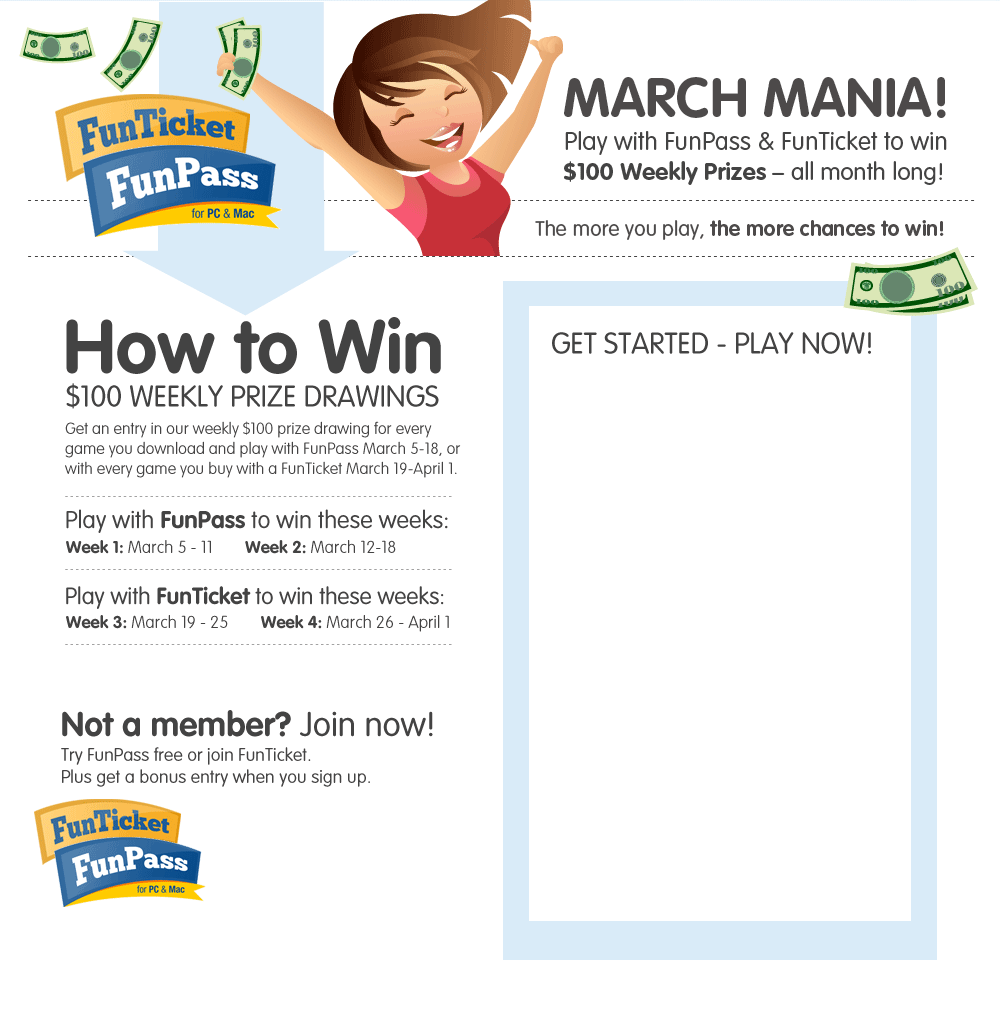 FunTicket
FunPass
for PC & Mac
MARCH MANIA!
Play with FunPass & FunTicket to win
$100 Weekly Prizes – all month long!
The more you play, the more chances to win!
How to Win
$100 WEEKLY PRIZE DRAWINGS
Get an entry in our weekly $100 prize drawing for every
game you download and play with FunPass March 5-18, or
with every game you buy with a FunTicket March 19-April 1.
Play with FunPass to win these weeks:
Week 1: March 5 - 11 Week 2: March 12-18
Play with FunTicket to win these weeks:
Week 3: March 19 - 25 Week 4: March 26 - April 1
Not a member? Join now!
Try FunPass free or join FunTicket.
Plus get a bonus entry when you sign up.
FunTicket
FunPass
for PC & Mac
100
100
100
100
100
GET STARTED - PLAY NOW!